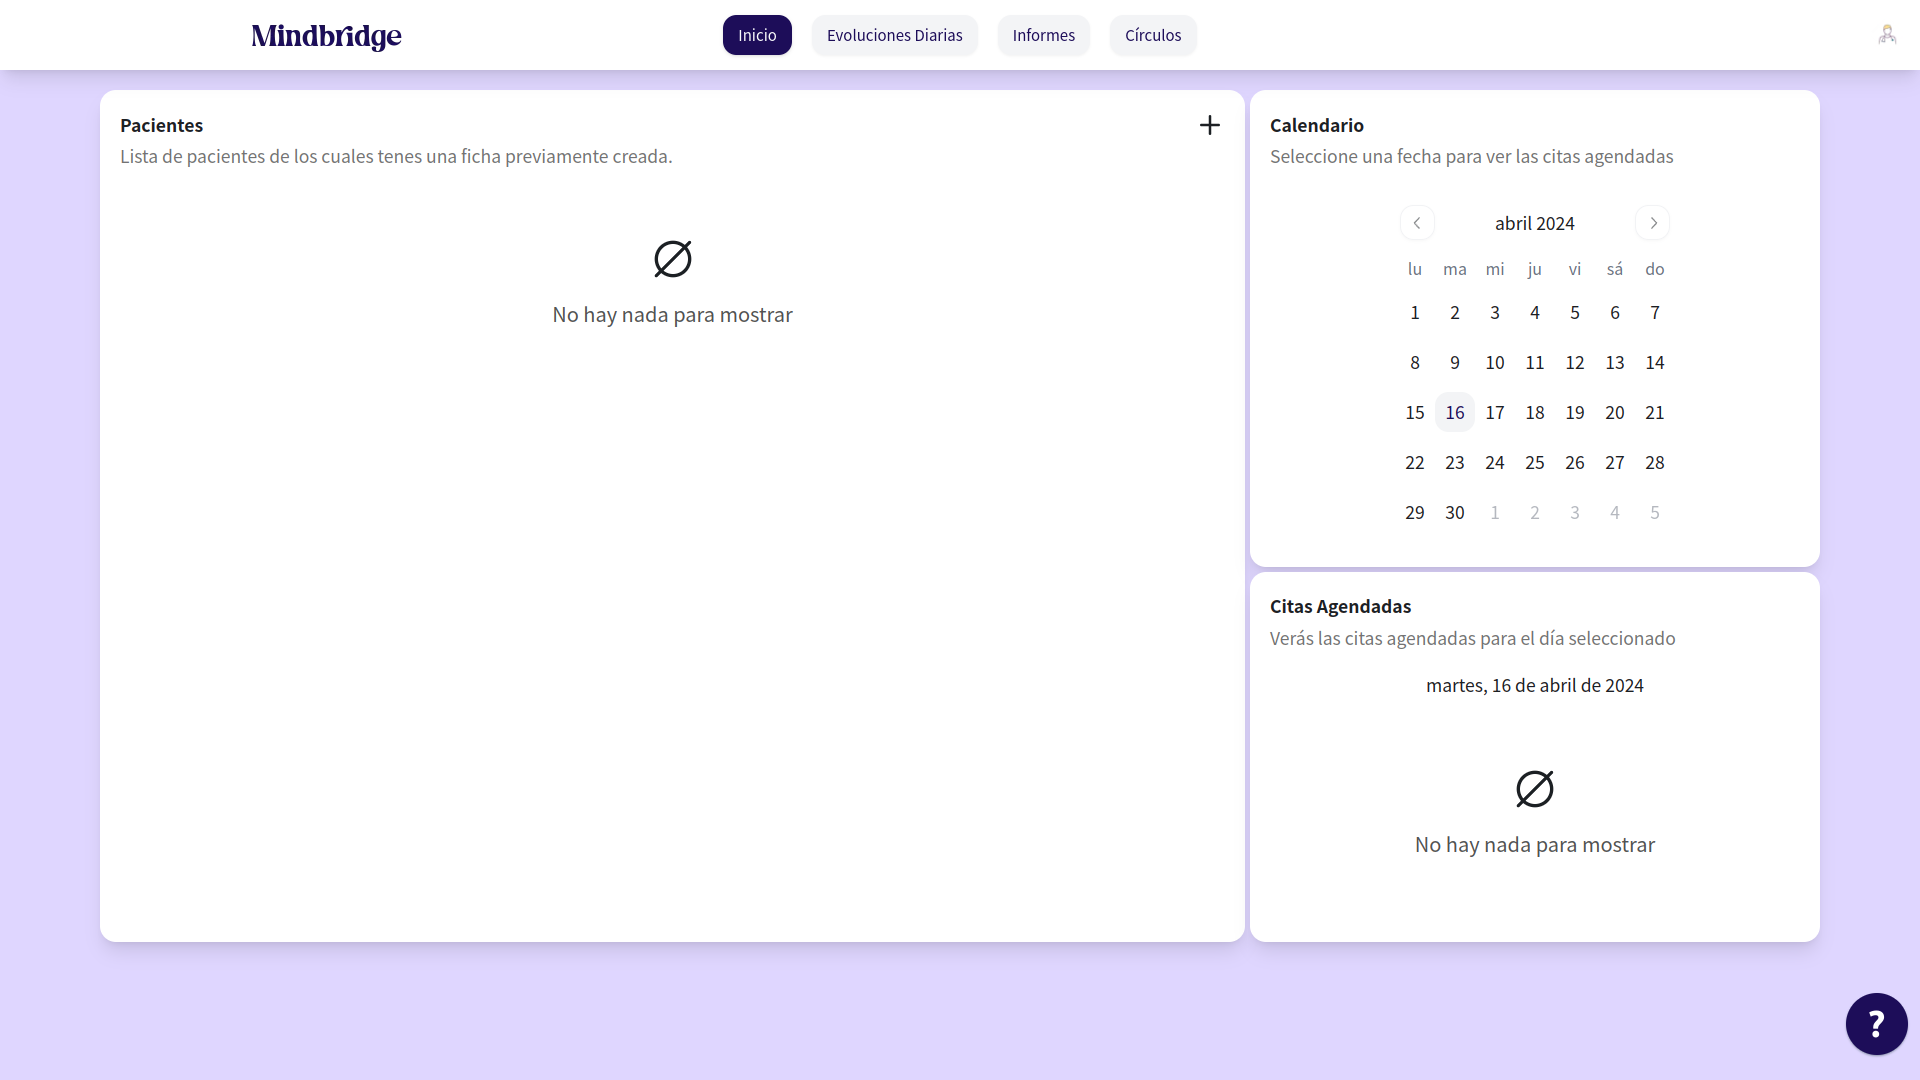 Mindbridge
Inicio
Evoluciones Diarias
Informes
Círculos
Pacientes
Lista de pacientes de los cuales tenes una ficha previamente creada.
No hay nada para mostrar
Calendario
Seleccione una fecha para ver las citas agendadas
abril 2024
lu ma mi ju vi sá do
1 2 3 4 5 6 7
8 9 10 11 12 13 14
15 16 17 18 19 20 21
22 23 24 25 26 27 28
29 30 1 2 3 4 5
Citas Agendadas
Verás las citas agendadas para el día seleccionado
martes, 16 de abril de 2024
No hay nada para mostrar
?